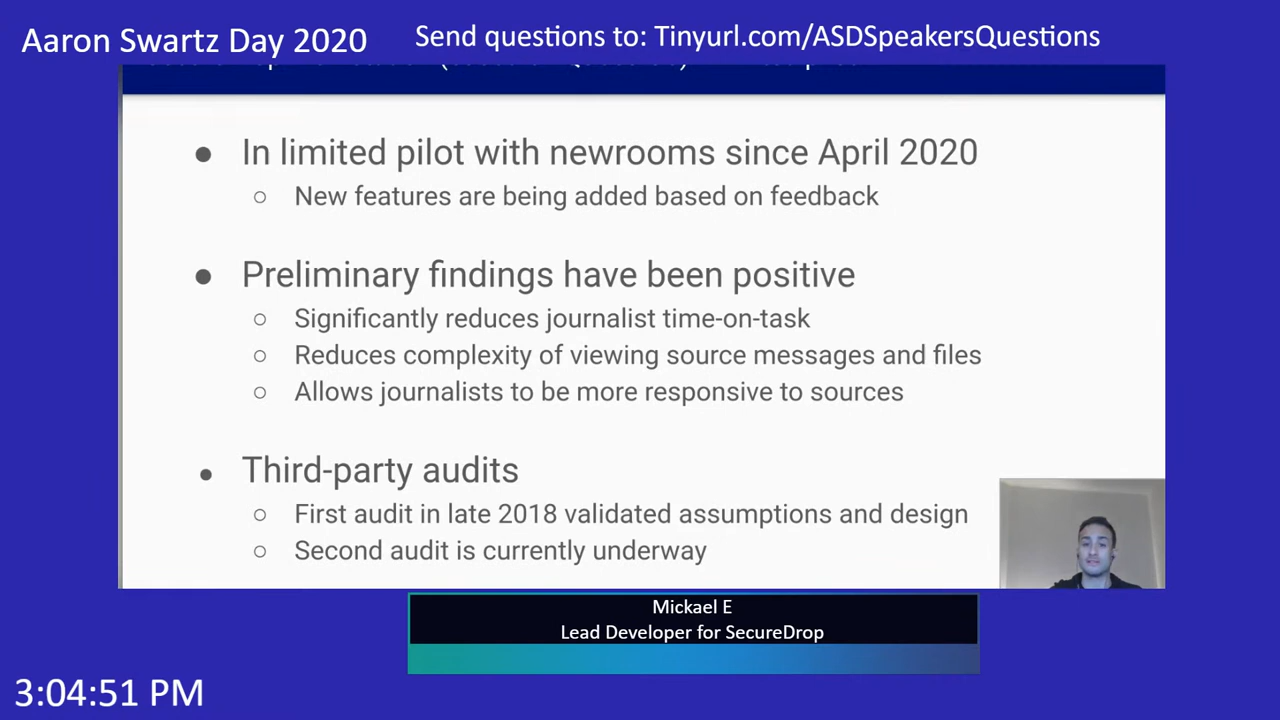 Aaron Swartz Day 2020
Send questions to: Tinyurl.com/ASDSpeakersQuestions
In limited pilot with newrooms since April 2020
New features are being added based on feedback
Preliminary findings have been positive
Significantly reduces journalist time-on-task
Reduces complexity of viewing source messages and files
Allows journalists to be more responsive to sources
Third-party audits
First audit in late 2018 validated assumptions and design
Second audit is currently underway
Mickael E
Lead Developer for SecureDrop
3:04:51 PM